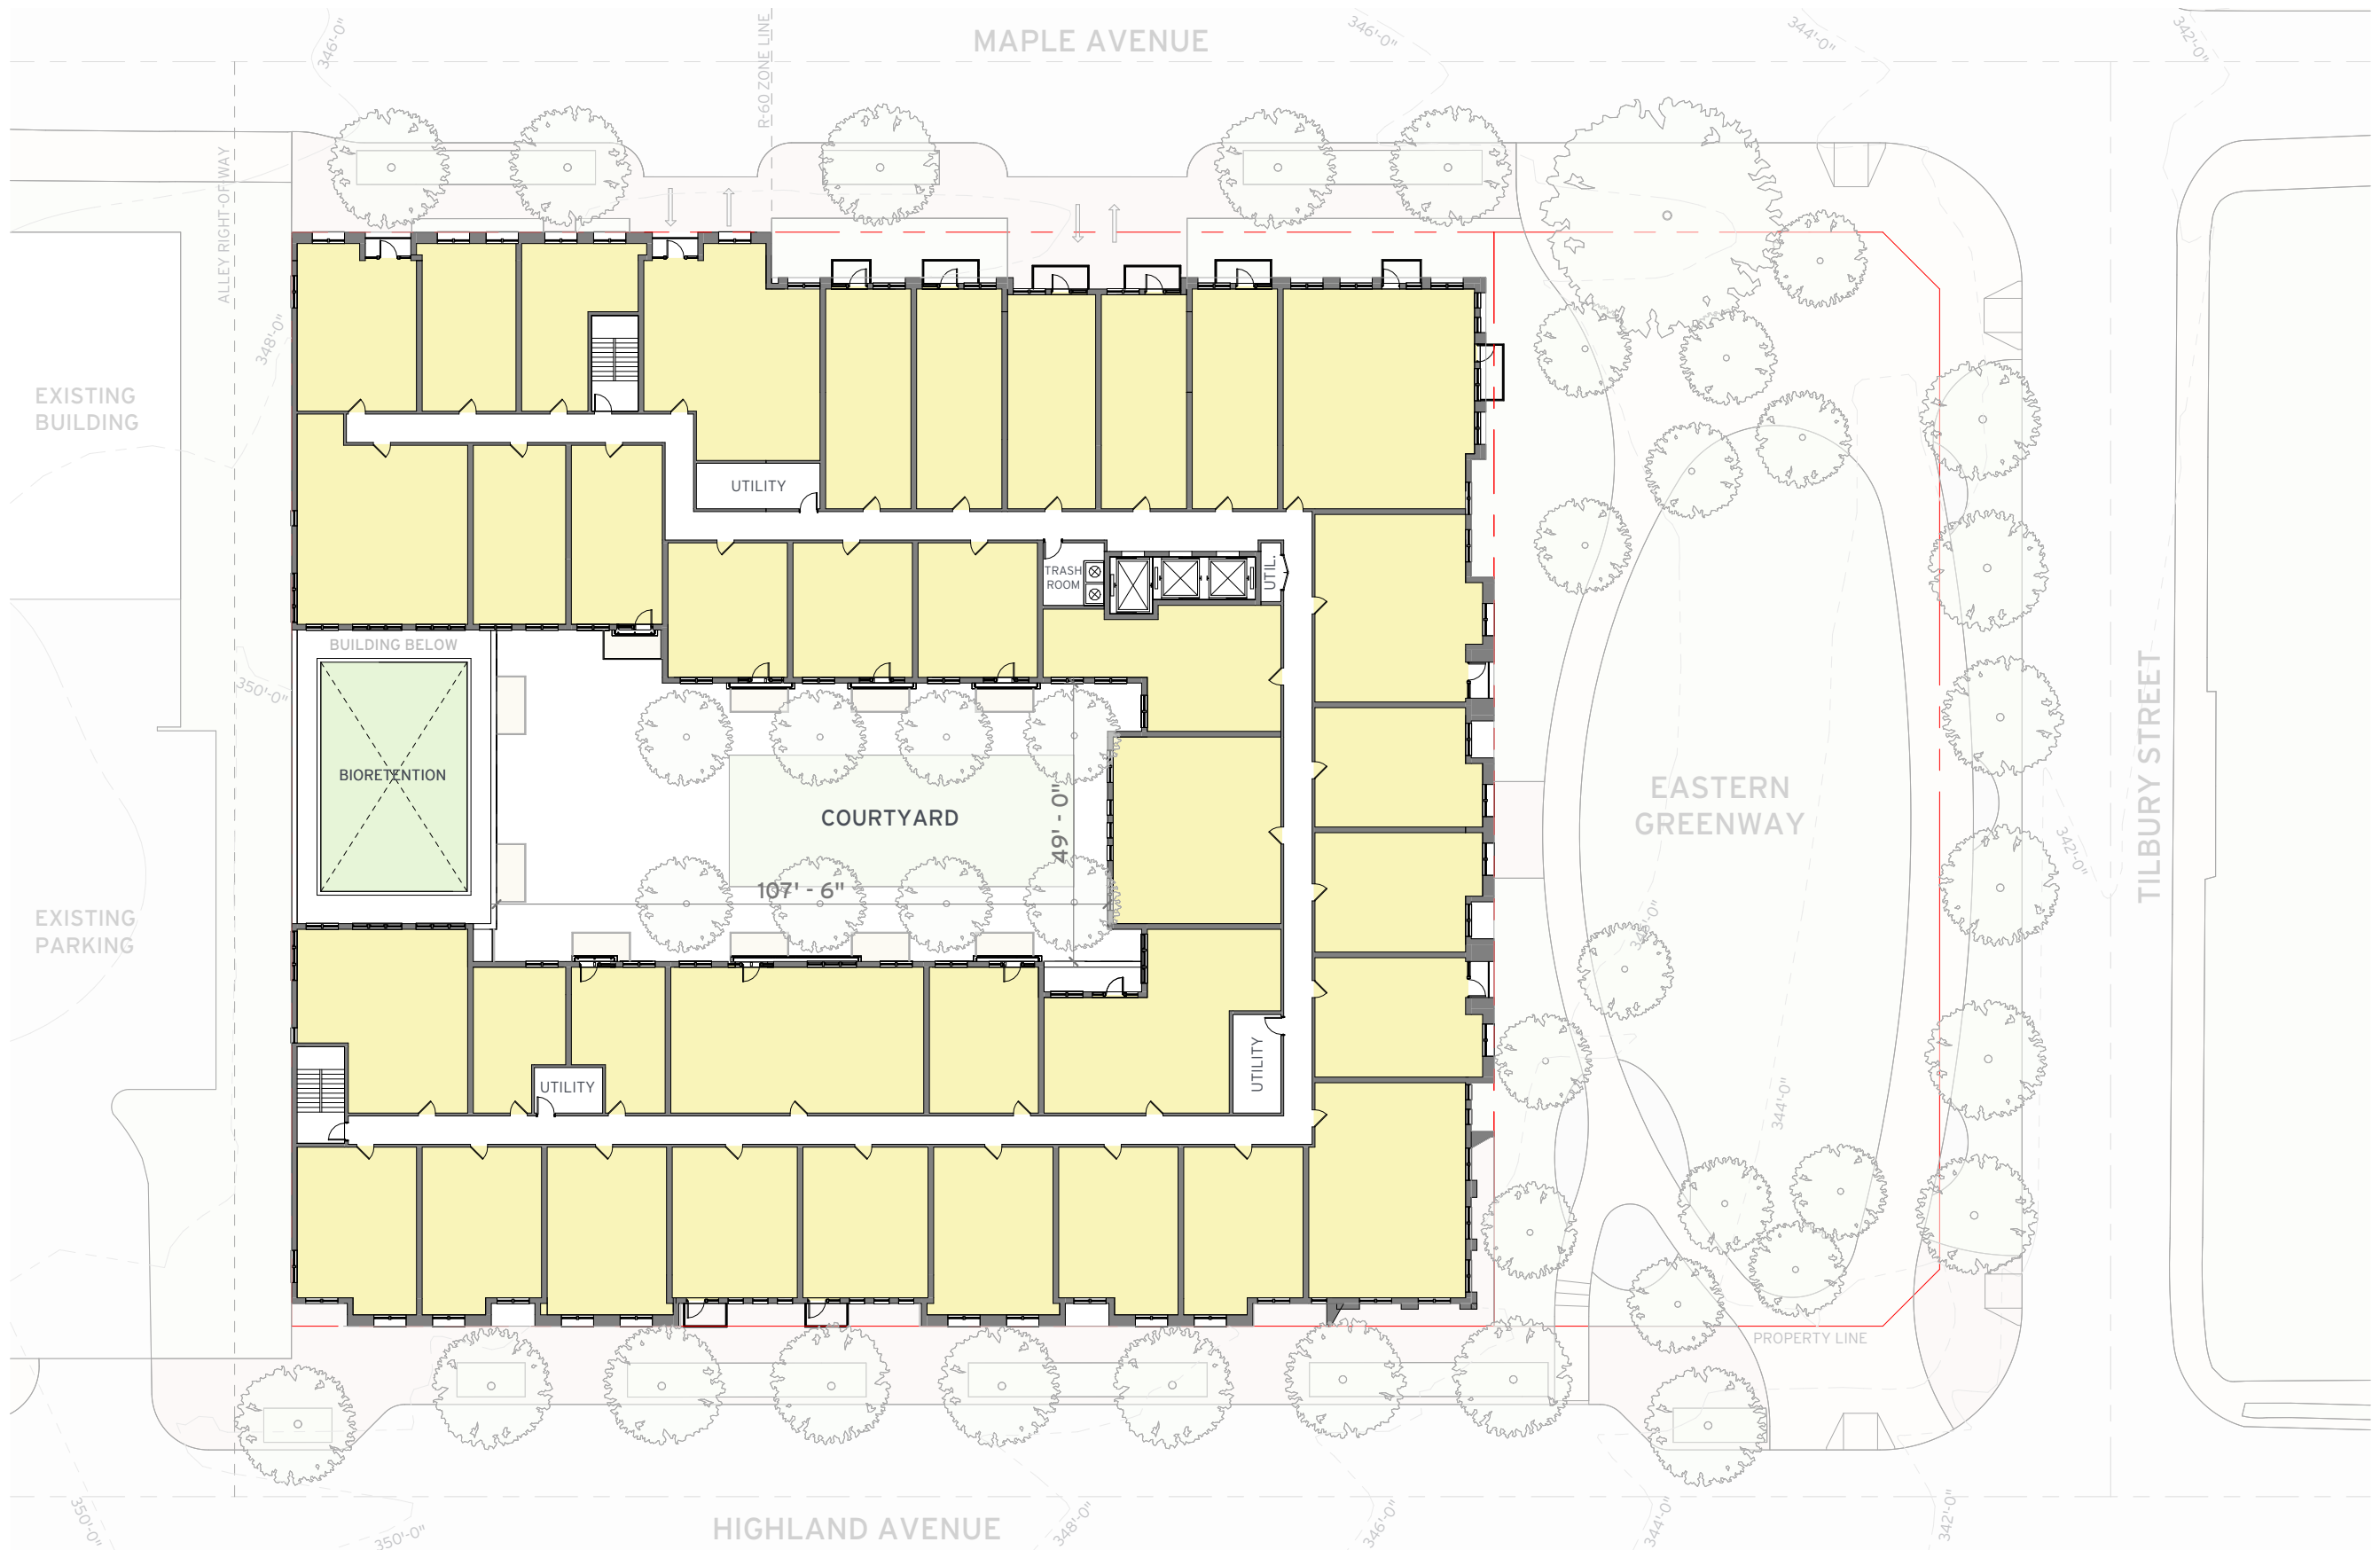 MAPLE AVENUE
346'-0"
R-60 ZONE LINE
346'-0"
344'-0"
342'-0"
ALLEY RIGHT-OF WAY
348'-0"
EXISTING
BUILDING
UTILITY
TRASH
ROOM
UTIL.
BUILDING BELOW
350'-0"
BIORETENTION
COURTYARD
49' - 0"
107' - 6"
EASTERN
GREENWAY
TILBURY STREET
342'-0"
EXISTING
PARKING
346'-0"
UTILITY
UTILITY
344'-0"
PROPERTY LINE
350'-0"
350'-0"
HIGHLAND AVENUE
348'-0"
346'-0"
344'-0"
342'-0"